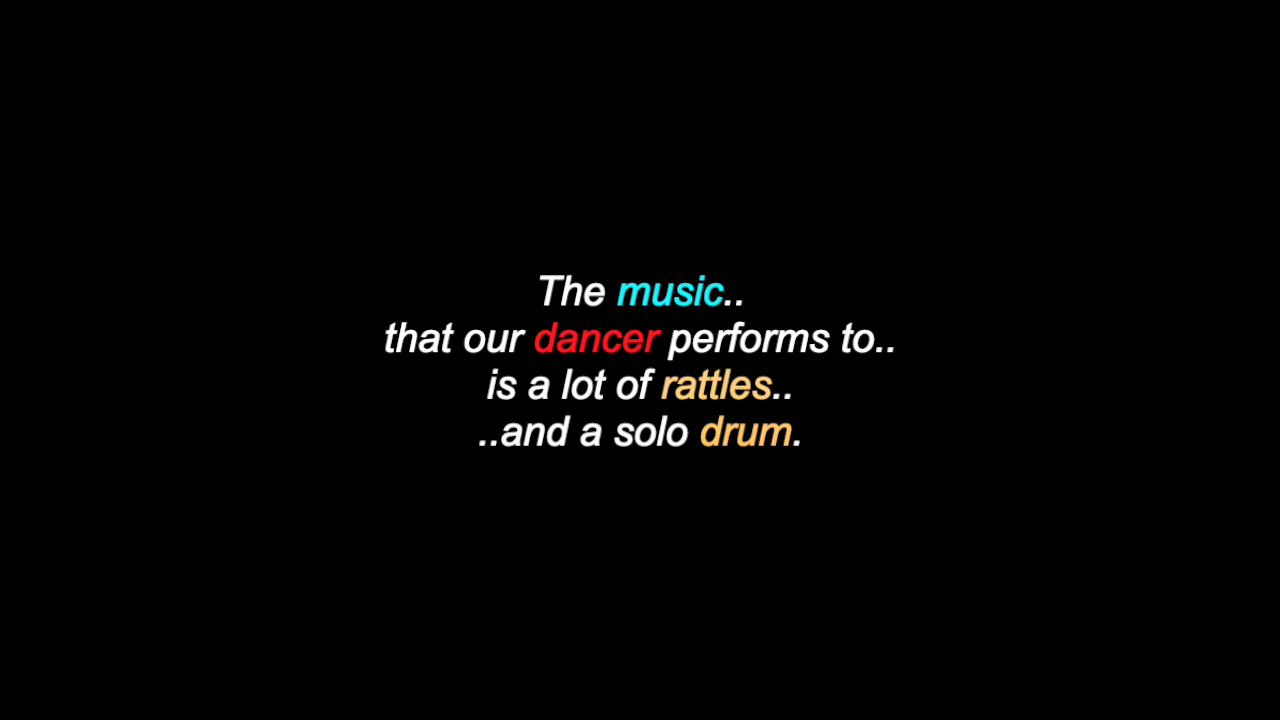 The music..
that our dancer performs to..
is a lot of rattles..
..and a solo drum.